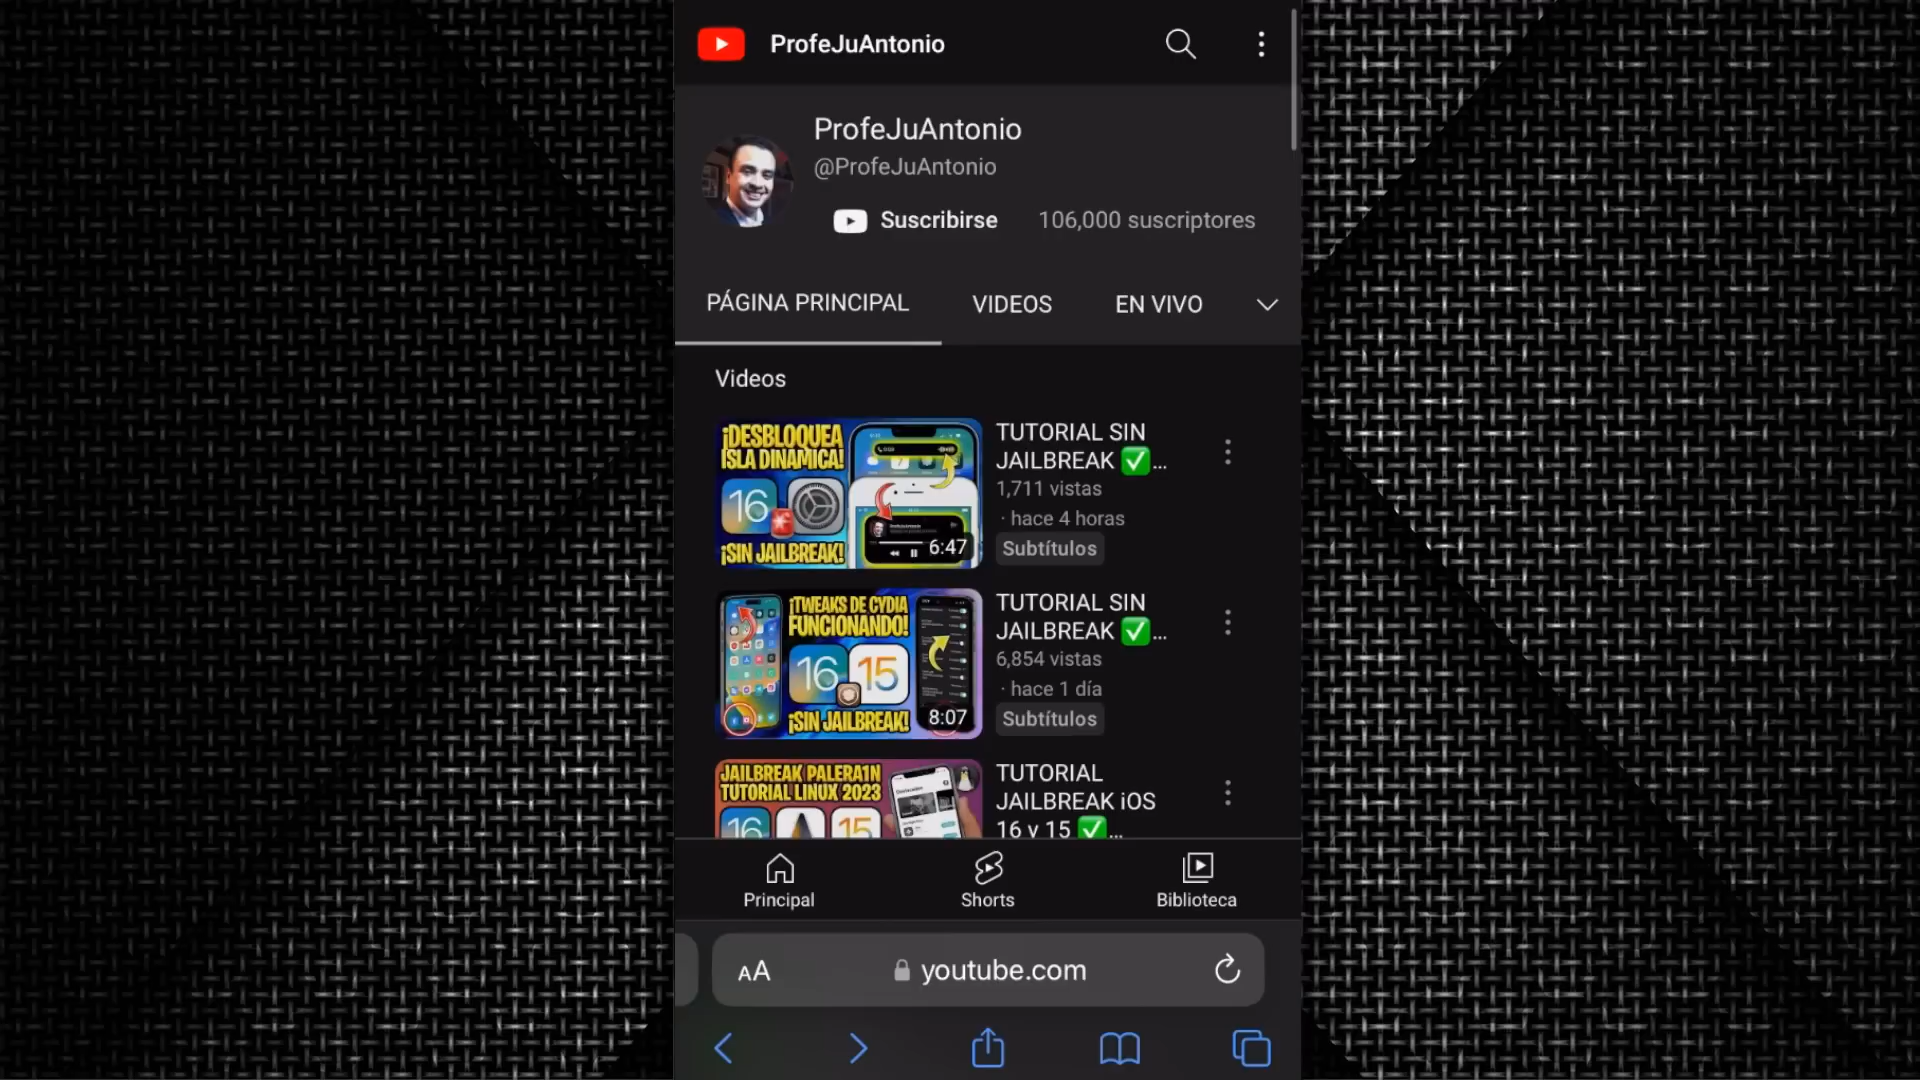 ProfeJuAntonio
ProfeJuAntonio
@ProfeJuAntonio
Suscribirse
106,000 suscriptores
PÁGINA PRINCIPAL
VIDEOS
EN VIVO
Videos
¡DESBLOQUEA
ISLA DINAMICA!
16
¡SIN JAILBREAK!
6:47
TUTORIAL SIN
JAILBREAK ✅...
1,711 vistas
· hace 4 horas
Subtítulos
¡TWEAKS DE CYDIA
FUNCIONANDO!
16
15
¡SIN JAILBREAK!
8:07
TUTORIAL SIN
JAILBREAK ✅...
6,854 vistas
· hace 1 día
Subtítulos
JAILBREAK PALERA1N
TUTORIAL LINUX 2023
16
15
TUTORIAL
JAILBREAK iOS
16 y 15 ✅...
Principal
Shorts
Biblioteca
AA
youtube.com